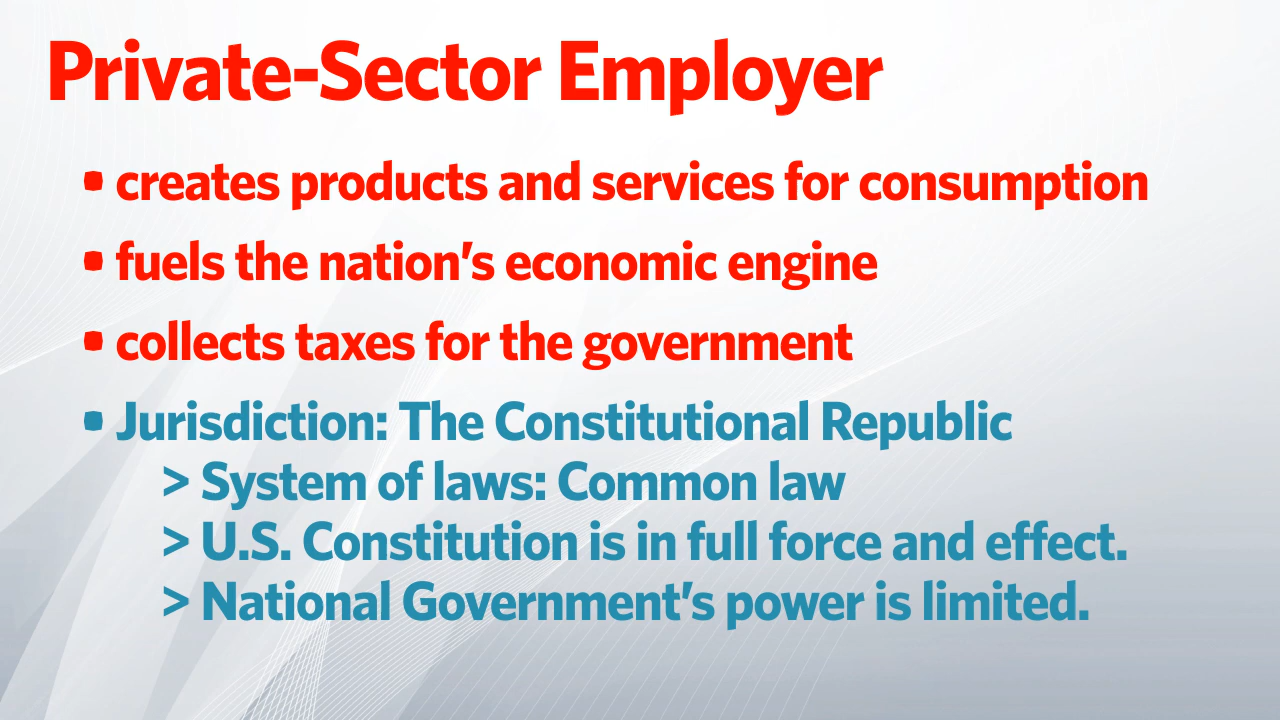 Private-Sector Employer
• creates products and services for consumption
• fuels the nation’s economic engine
• collects taxes for the government
• Jurisdiction: The Constitutional Republic
> System of laws: Common law
> U.S. Constitution is in full force and effect.
> National Government’s power is limited.